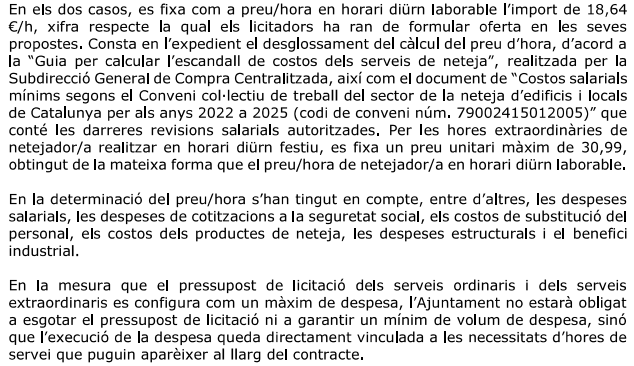 En els dos casos, es fixa com a preu/hora en horari diürn laborable l'import de 18,64
€/h, xifra respecte la qual els licitadors ha ran de formular oferta en les seves
propostes. Consta en l'expedient el desglossament del càlcul del preu d'hora, d'acord a
la "Guia per calcular l'escandall de costos dels serveis de neteja", realitzada per la
Subdirecció General de Compra Centralitzada, així com el document de "Costos salarials
mínims segons el Conveni col·lectiu de treball del sector de la neteja d'edificis i locals
de Catalunya per als anys 2022 a 2025 (codi de conveni núm. 79002415012005)" que
conté les darreres revisions salarials autoritzades. Per les hores extraordinàries de
netejador/a realitzar en horari diürn festiu, es fixa un preu unitari màxim de 30,99,
obtingut de la mateixa forma que el preu/hora de netejador/a en horari diürn laborable.

En la determinació del preu/hora s'han tingut en compte, entre d'altres, les despeses
salarials, les despeses de cotitzacions a la seguretat social, els costos de substitució del
personal, els costos dels productes de neteja, les despeses estructurals i el benefici
industrial.

En la mesura que el pressupost de licitació dels serveis ordinaris i dels serveis
extraordinaris es configura com un màxim de despesa, l'Ajuntament no estarà obligat
a esgotar el pressupost de licitació ni a garantir un mínim de volum de despesa, sinó
que l'execució de la despesa queda directament vinculada a les necessitats d'hores de
servei que puguin aparèixer al llarg del contracte.